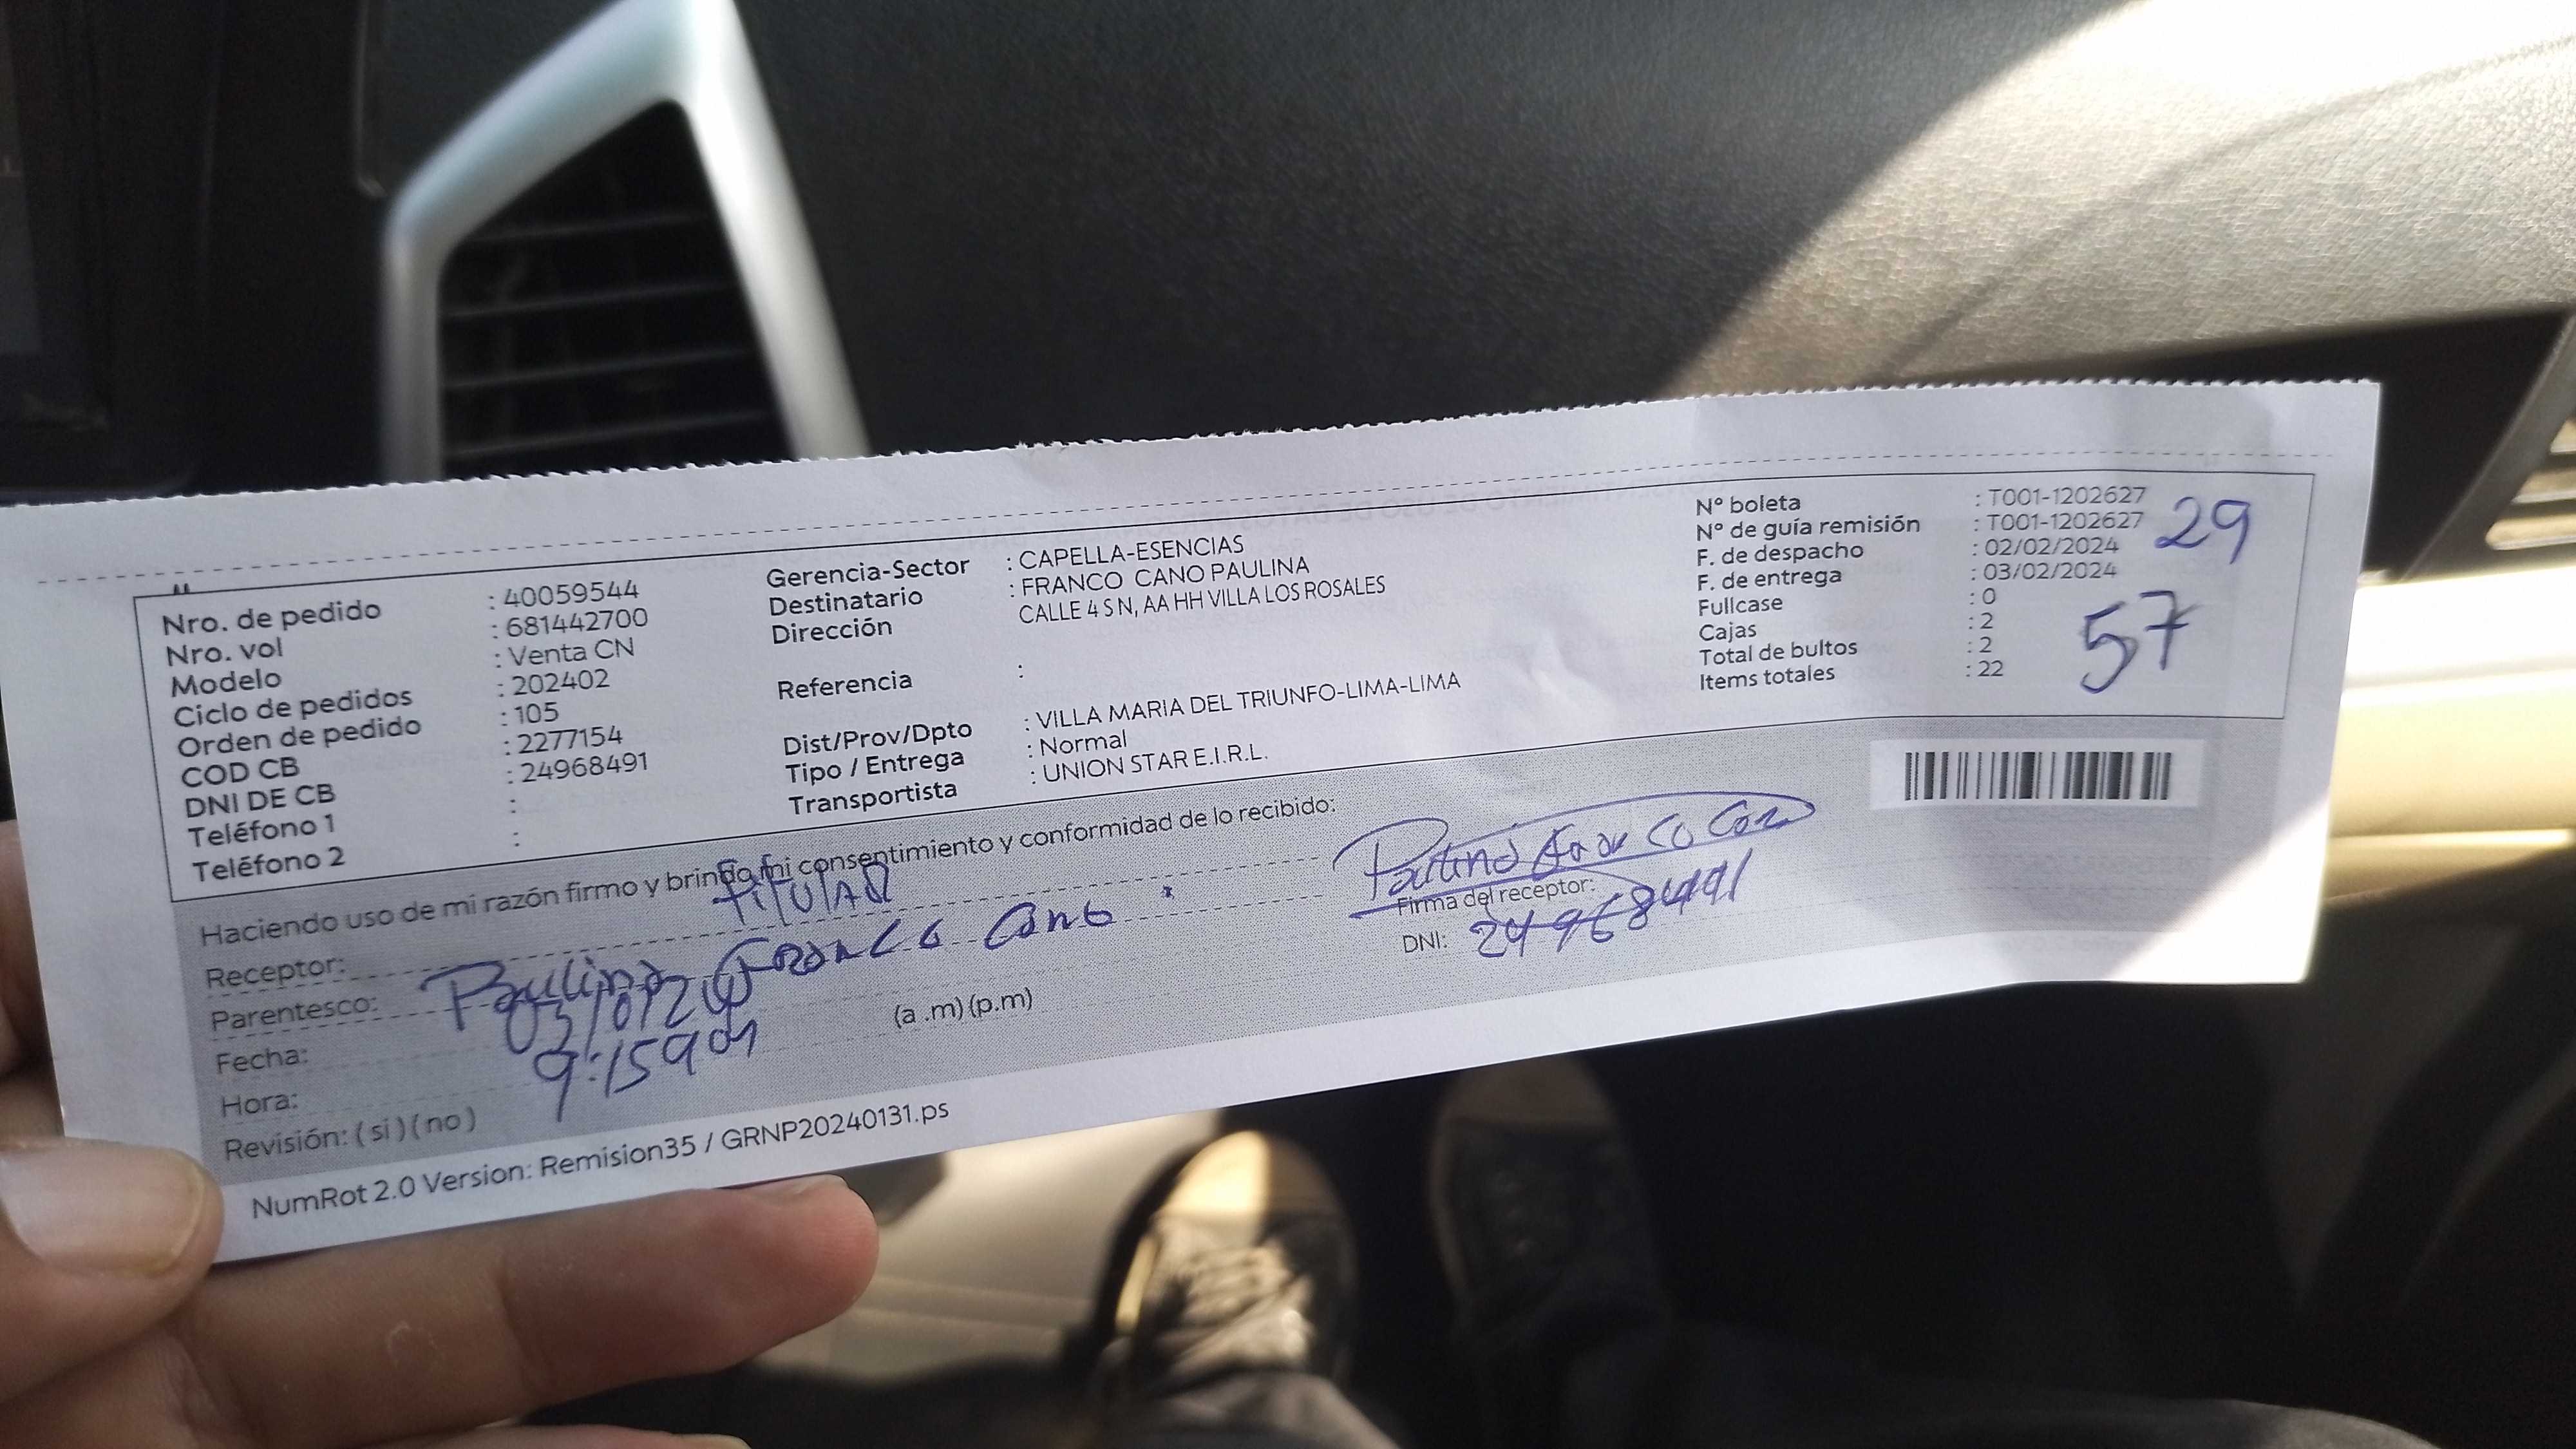 Nro. de pedido : 40059544
Nro. vol : 681442700
Modelo : Venta CN
Ciclo de pedidos : 202402
Orden de pedido : 105
COD CB : 2277154
DNI DE CB : 24968491
Teléfono 1 :
Teléfono 2 :
Gerencia-Sector : CAPELLA-ESENCIAS
Destinatario : FRANCO CANO PAULINA
Dirección CALLE 4 S N, AA HH VILLA LOS ROSALES
Referencia :
Dist/Prov/Dpto : VILLA MARIA DEL TRIUNFO-LIMA-LIMA
Tipo / Entrega : Normal
Transportista : UNION STAR E.I.R.L.
Nº boleta : T001-1202627
Nº de guía remisión : T001-1202627
F. de despacho : 02/02/2024
F. de entrega : 03/02/2024
Fullcase : 0
Cajas : 2
Total de bultos : 2
Items totales : 22
29
57
Haciendo uso de mi razón firmo y brindo mi consentimiento y conformidad de lo recibido:
TITULAR
Receptor: Paulina Franco Cano
Parentesco:
Fecha:
Hora: 9:15
(a .m) (p.m)
Revisión: ( si ) ( no )
Firma del receptor:
DNI: 24968491
NumRot 2.0 Version: Remision35 / GRNP20240131.ps